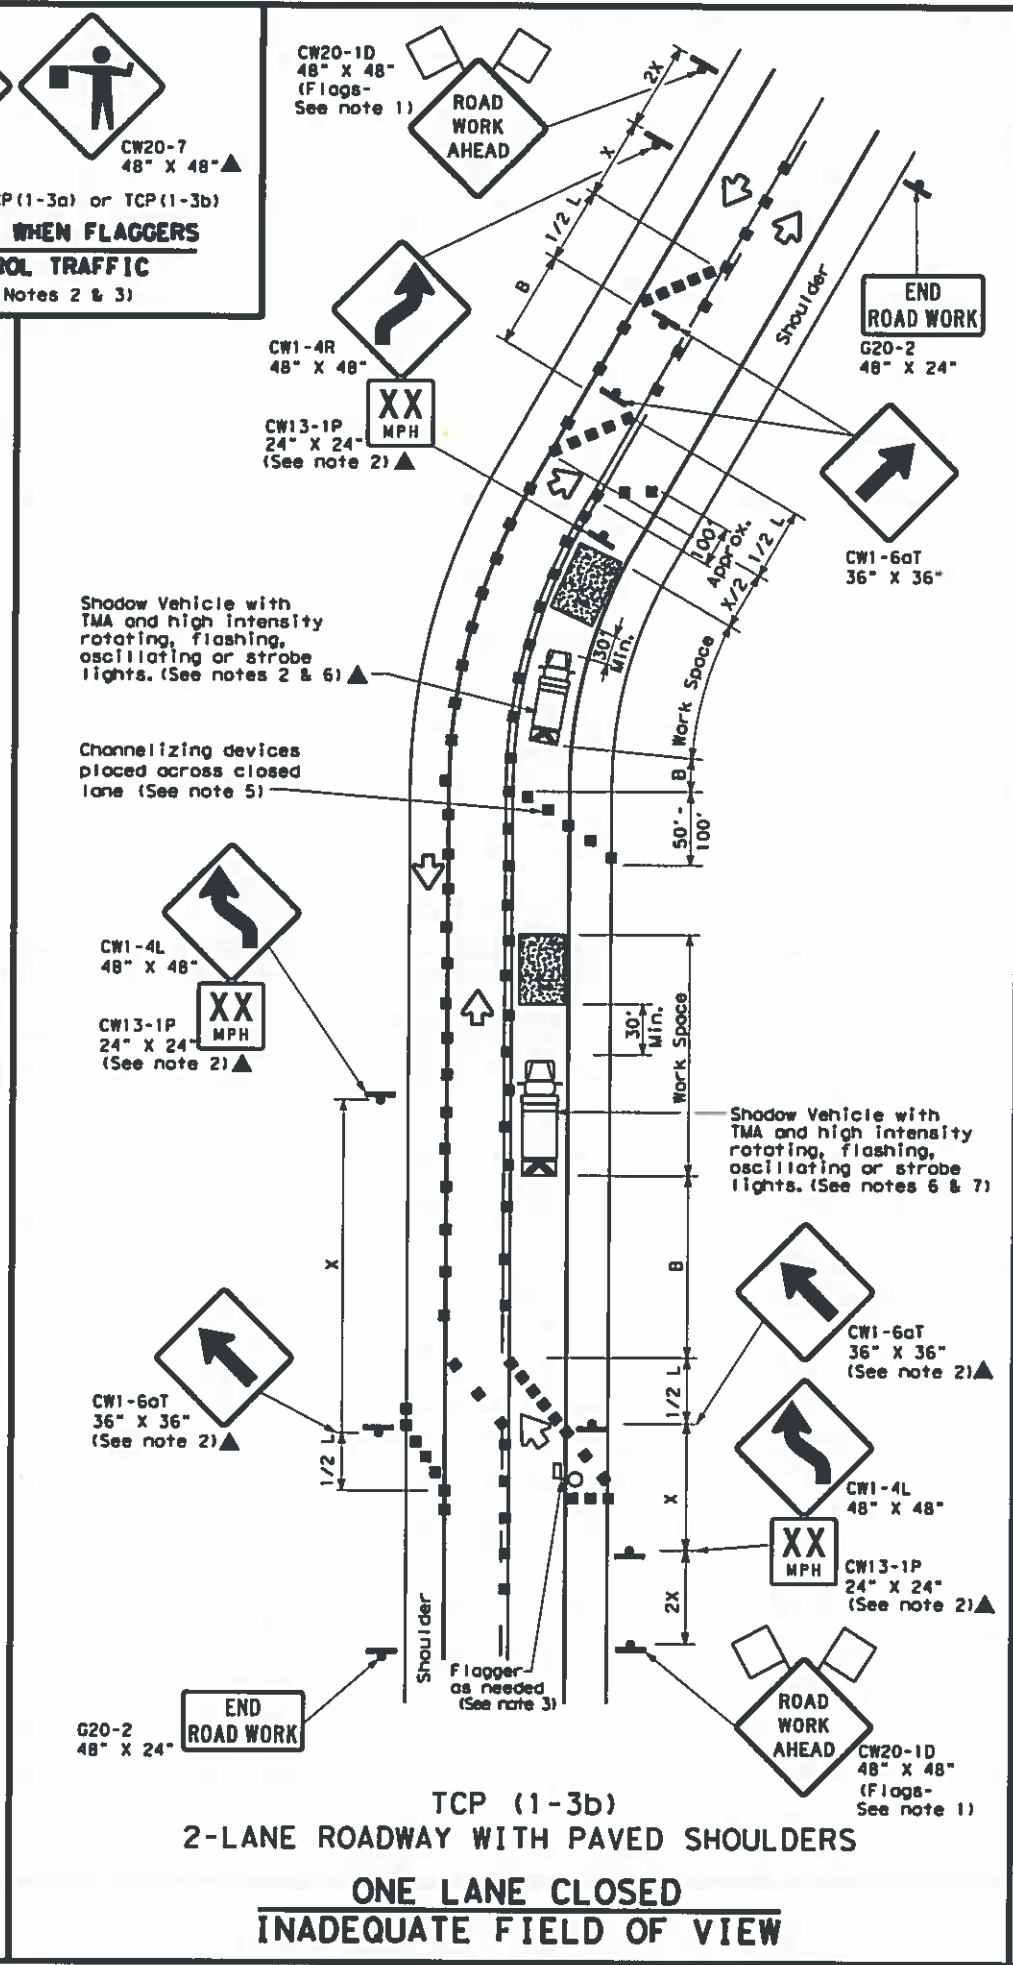 CW20-7
48" X 48"▲
CP(1-3a) or TCP(1-3b)
WHEN FLAGGERS
ROL TRAFFIC
Notes 2 & 3)
CW20-1D
48" X 48"
(Flags-
See note 1)
ROAD
WORK
AHEAD
2X
X
1/2 L
B
CW1-4R
48" X 48"
XX
MPH
CW13-1P
24" X 24"
(See note 2)▲
Shoulder
END
ROAD WORK
G20-2
48" X 24"
CW1-6aT
36" X 36"
100'
Approx.
1/2 L
X/2
30'
Min.
Work Space
B
50'-
100'
Shadow Vehicle with
TMA and high intensity
rotating, flashing,
oscillating or strobe
lights. (See notes 2 & 6)▲
Channelizing devices
placed across closed
lane (See note 5)
CW1-4L
48" X 48"
XX
MPH
CW13-1P
24" X 24"
(See note 2)▲
30'
Min.
Work Space
Shadow Vehicle with
TMA and high intensity
rotating, flashing,
oscillating or strobe
lights. (See notes 6 & 7)
X
B
CW1-6aT
36" X 36"
(See note 2)▲
1/2 L
CW1-6aT
36" X 36"
(See note 2)▲
1/2 L
X
CW1-4L
48" X 48"
XX
MPH
CW13-1P
24" X 24"
(See note 2)▲
2X
Shoulder
Flagger
as needed
(See note 3)
END
ROAD WORK
G20-2
48" X 24"
ROAD
WORK
AHEAD
CW20-1D
48" X 48"
(Flags-
See note 1)
TCP (1-3b)
2-LANE ROADWAY WITH PAVED SHOULDERS
ONE LANE CLOSED
INADEQUATE FIELD OF VIEW